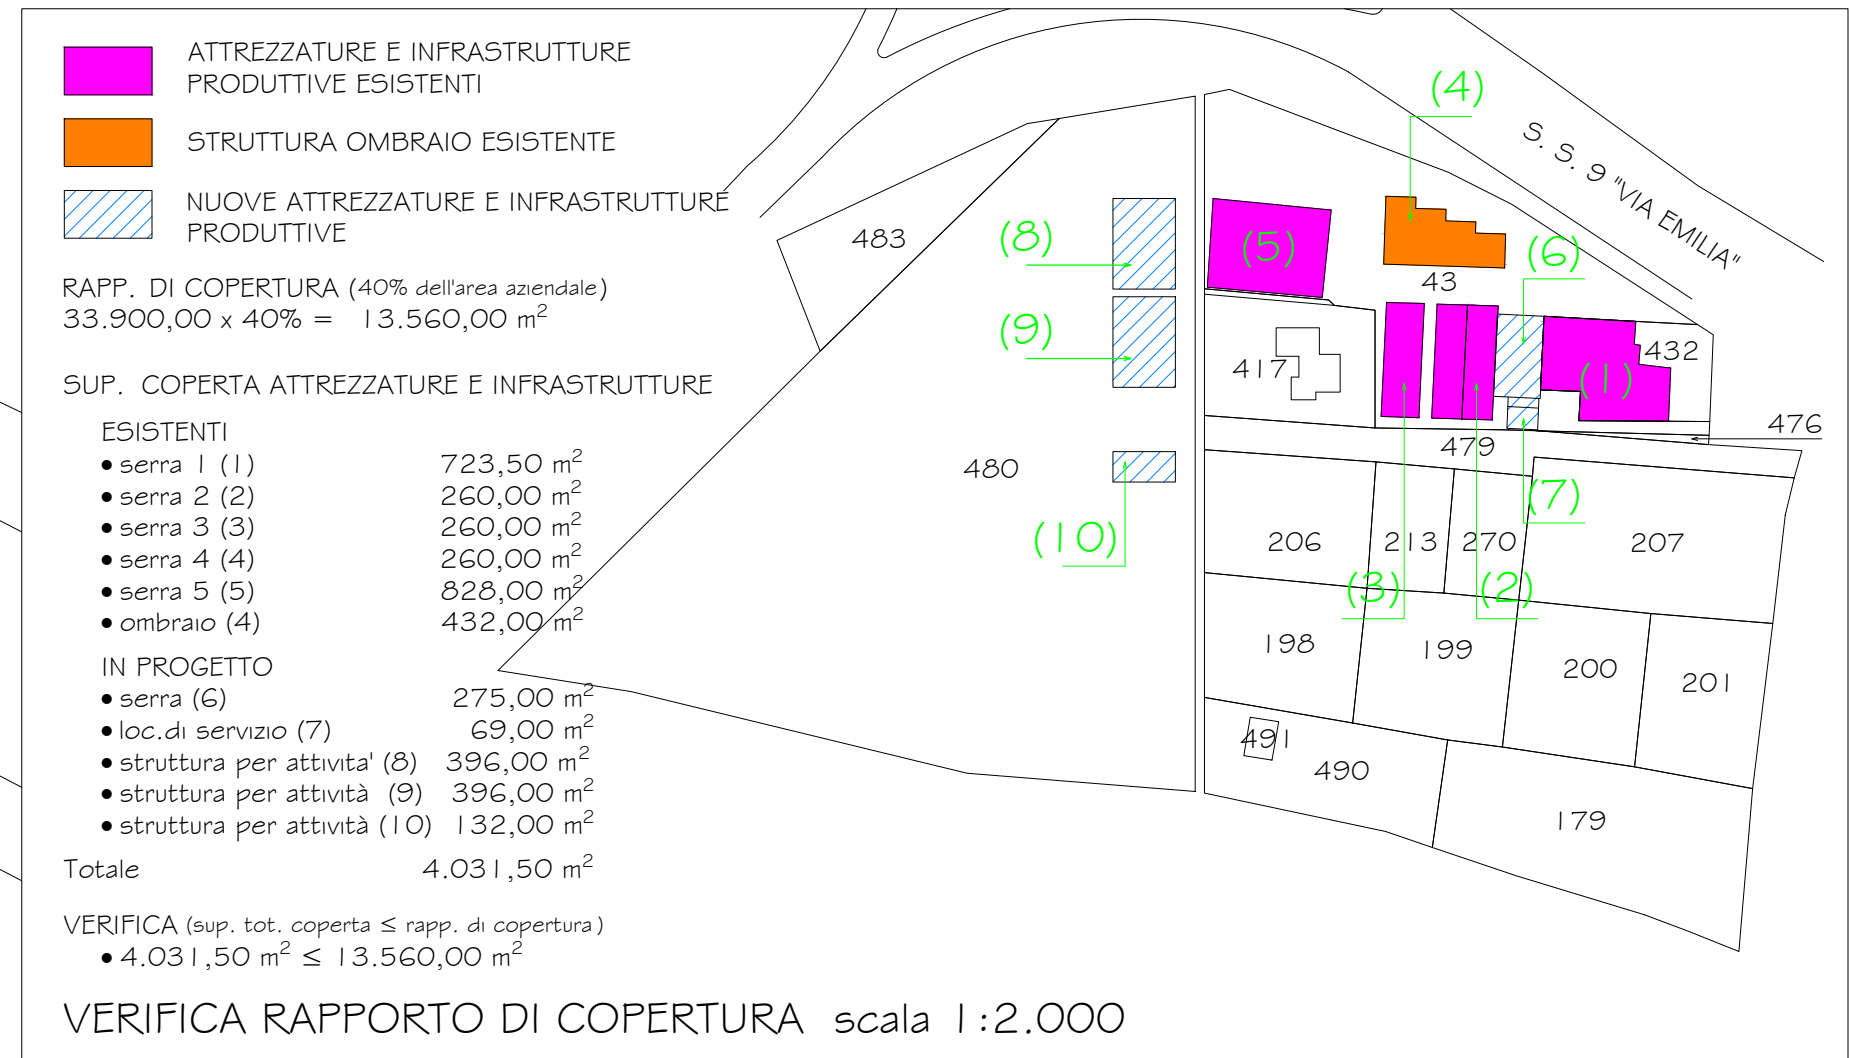 ATTREZZATURE E INFRASTRUTTURE
PRODUTTIVE ESISTENTI
STRUTTURA OMBRAIO ESISTENTE
NUOVE ATTREZZATURE E INFRASTRUTTURE
PRODUTTIVE
RAPP. DI COPERTURA (40% dell'area aziendale)
33.900,00 x 40% = 13.560,00 m²
SUP. COPERTA ATTREZZATURE E INFRASTRUTTURE
ESISTENTI
• serra 1 (1) 723,50 m²
• serra 2 (2) 260,00 m²
• serra 3 (3) 260,00 m²
• serra 4 (4) 260,00 m²
• serra 5 (5) 828,00 m²
• ombraio (4) 432,00 m²
IN PROGETTO
• serra (6) 275,00 m²
• loc.di servizio (7) 69,00 m²
• struttura per attivita' (8) 396,00 m²
• struttura per attività (9) 396,00 m²
• struttura per attività (10) 132,00 m²
Totale 4.031,50 m²
VERIFICA (sup. tot. coperta ≤ rapp. di copertura)
• 4.031,50 m² ≤ 13.560,00 m²
VERIFICA RAPPORTO DI COPERTURA scala 1:2.000
(4)
S. S. 9 "VIA EMILIA"
483
(8)
(5)
(6)
43
(9)
417
432
(1)
476
479
480
(7)
(10)
206
213
270
207
(3)
(2)
198
199
200
201
491
490
179